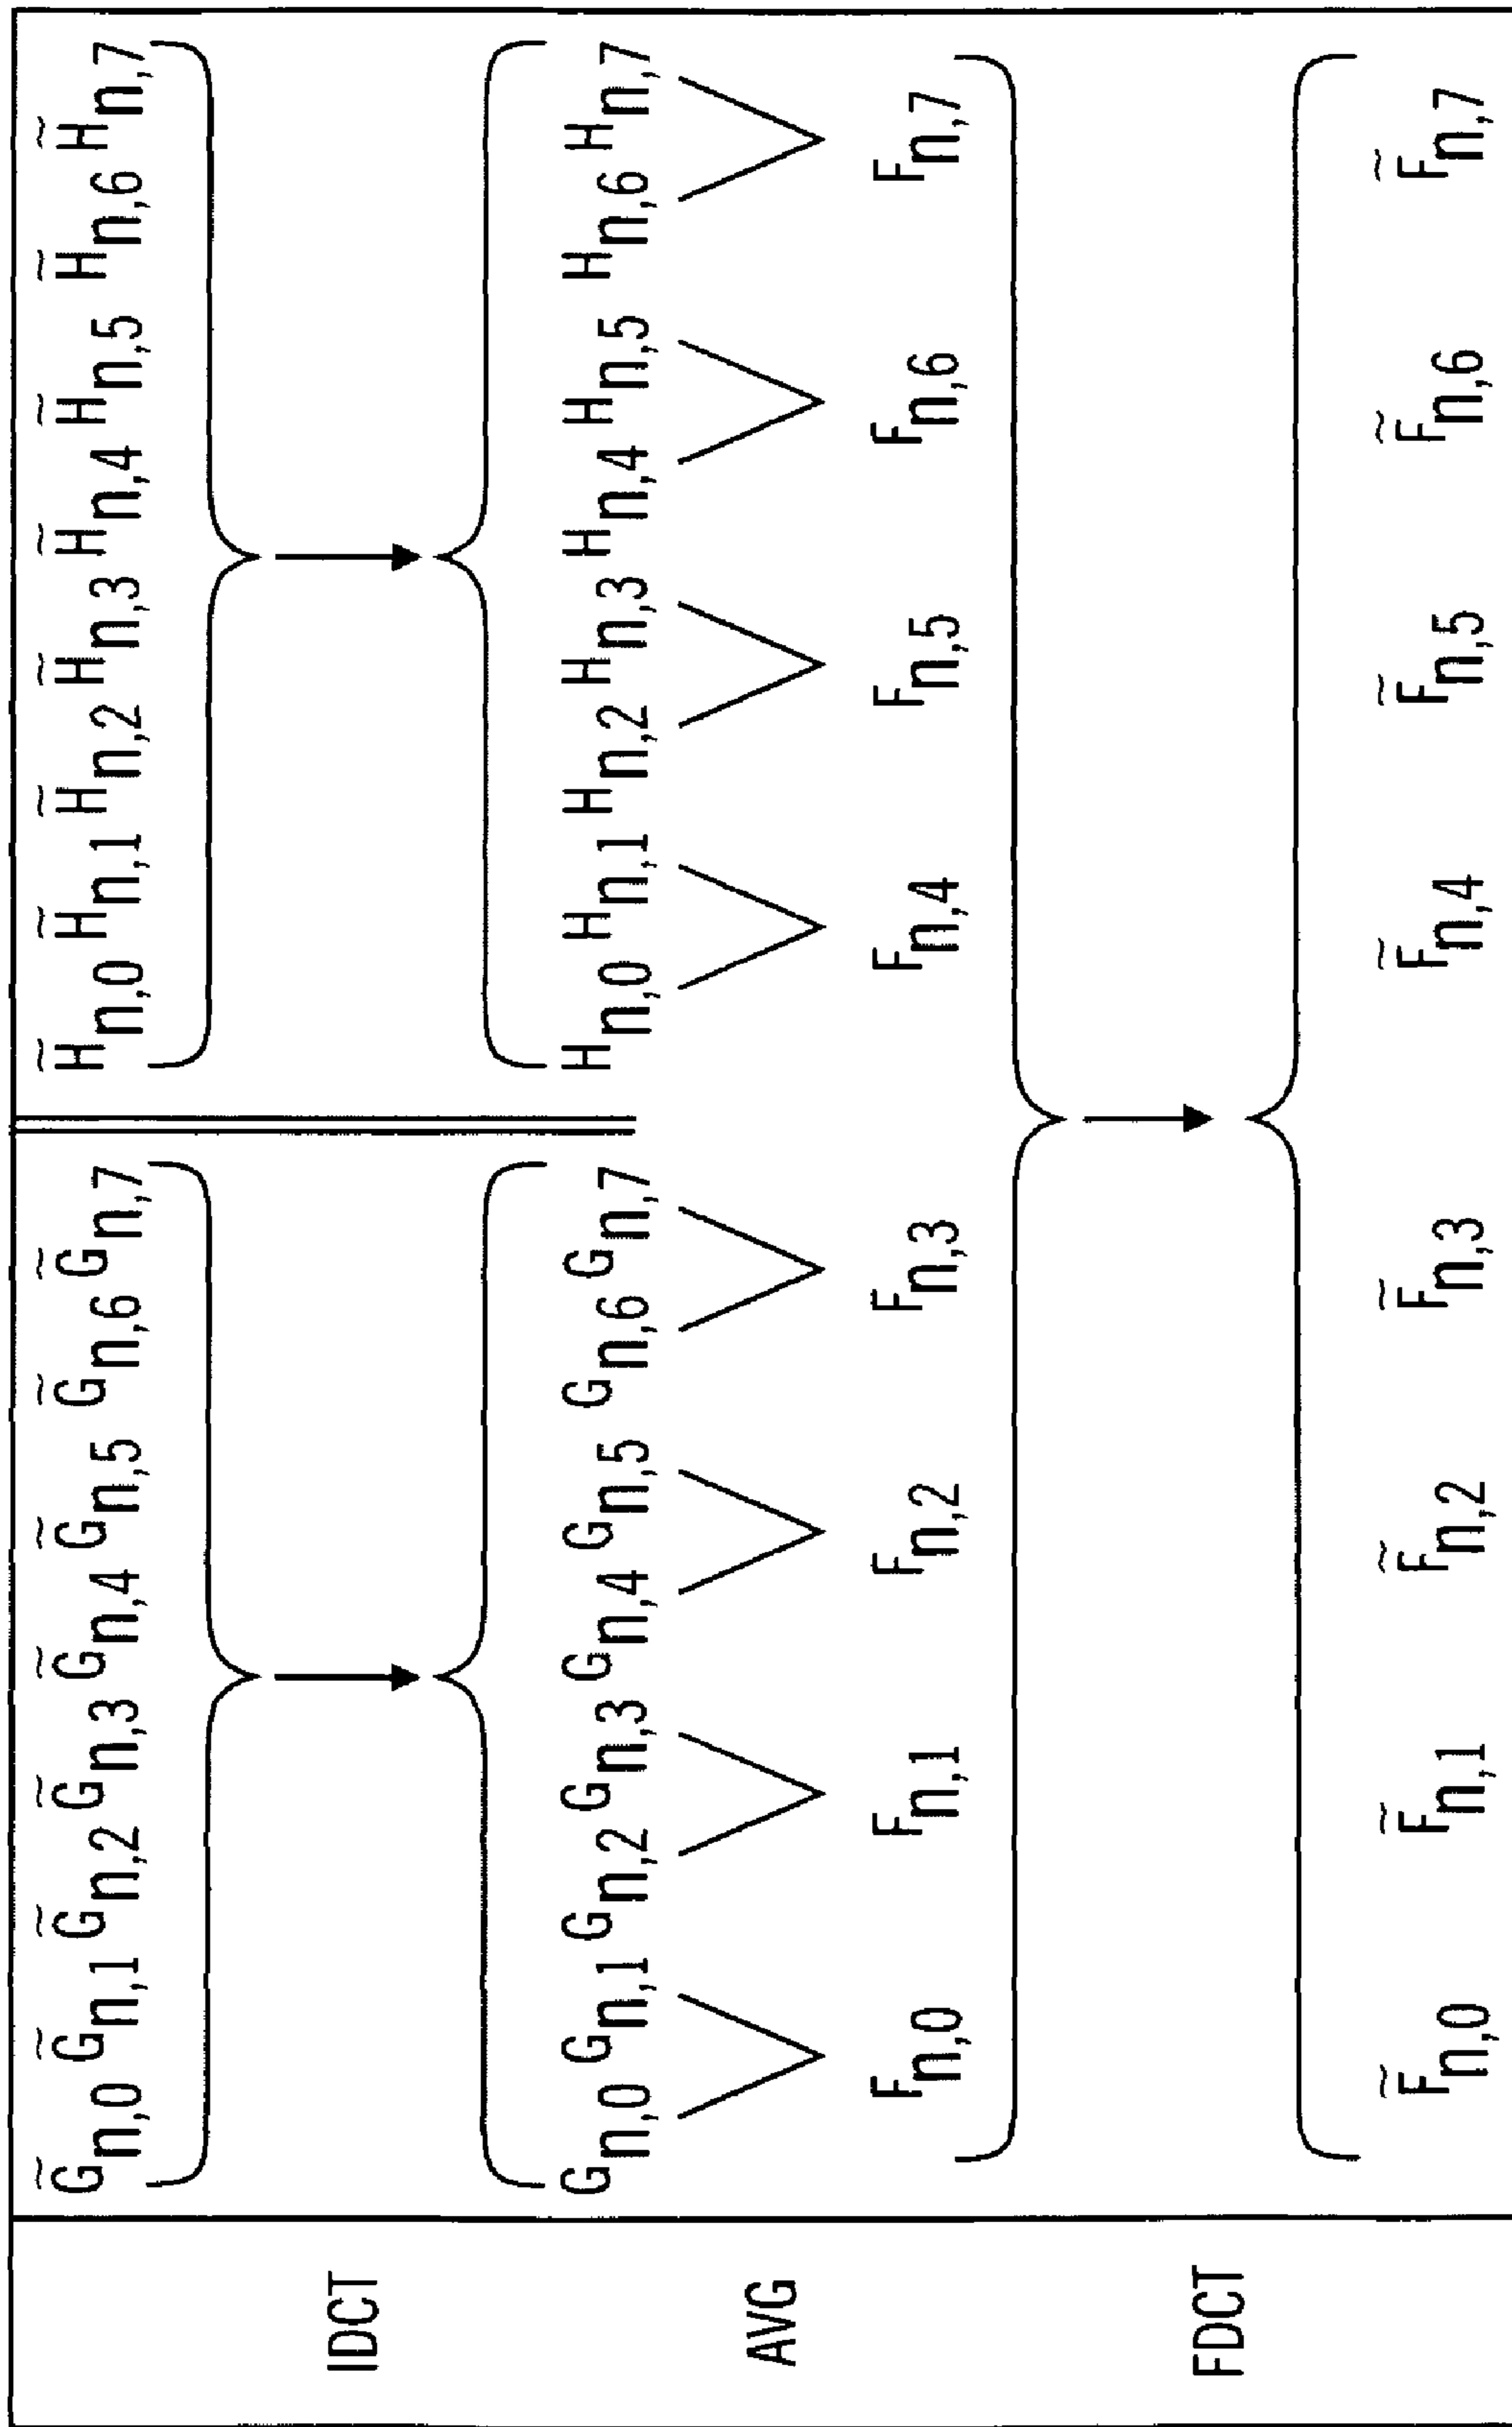 G̃n,0 G̃n,1 G̃n,2 G̃n,3 G̃n,4 G̃n,5 G̃n,6 G̃n,7 H̃n,0 H̃n,1 H̃n,2 H̃n,3 H̃n,4 H̃n,5 H̃n,6 H̃n,7
IDCT
Gn,0 Gn,1 Gn,2 Gn,3 Gn,4 Gn,5 Gn,6 Gn,7 Hn,0 Hn,1 Hn,2 Hn,3 Hn,4 Hn,5 Hn,6 Hn,7
AVG
Fn,0 Fn,1 Fn,2 Fn,3 Fn,4 Fn,5 Fn,6 Fn,7
FDCT
F̃n,0 F̃n,1 F̃n,2 F̃n,3 F̃n,4 F̃n,5 F̃n,6 F̃n,7